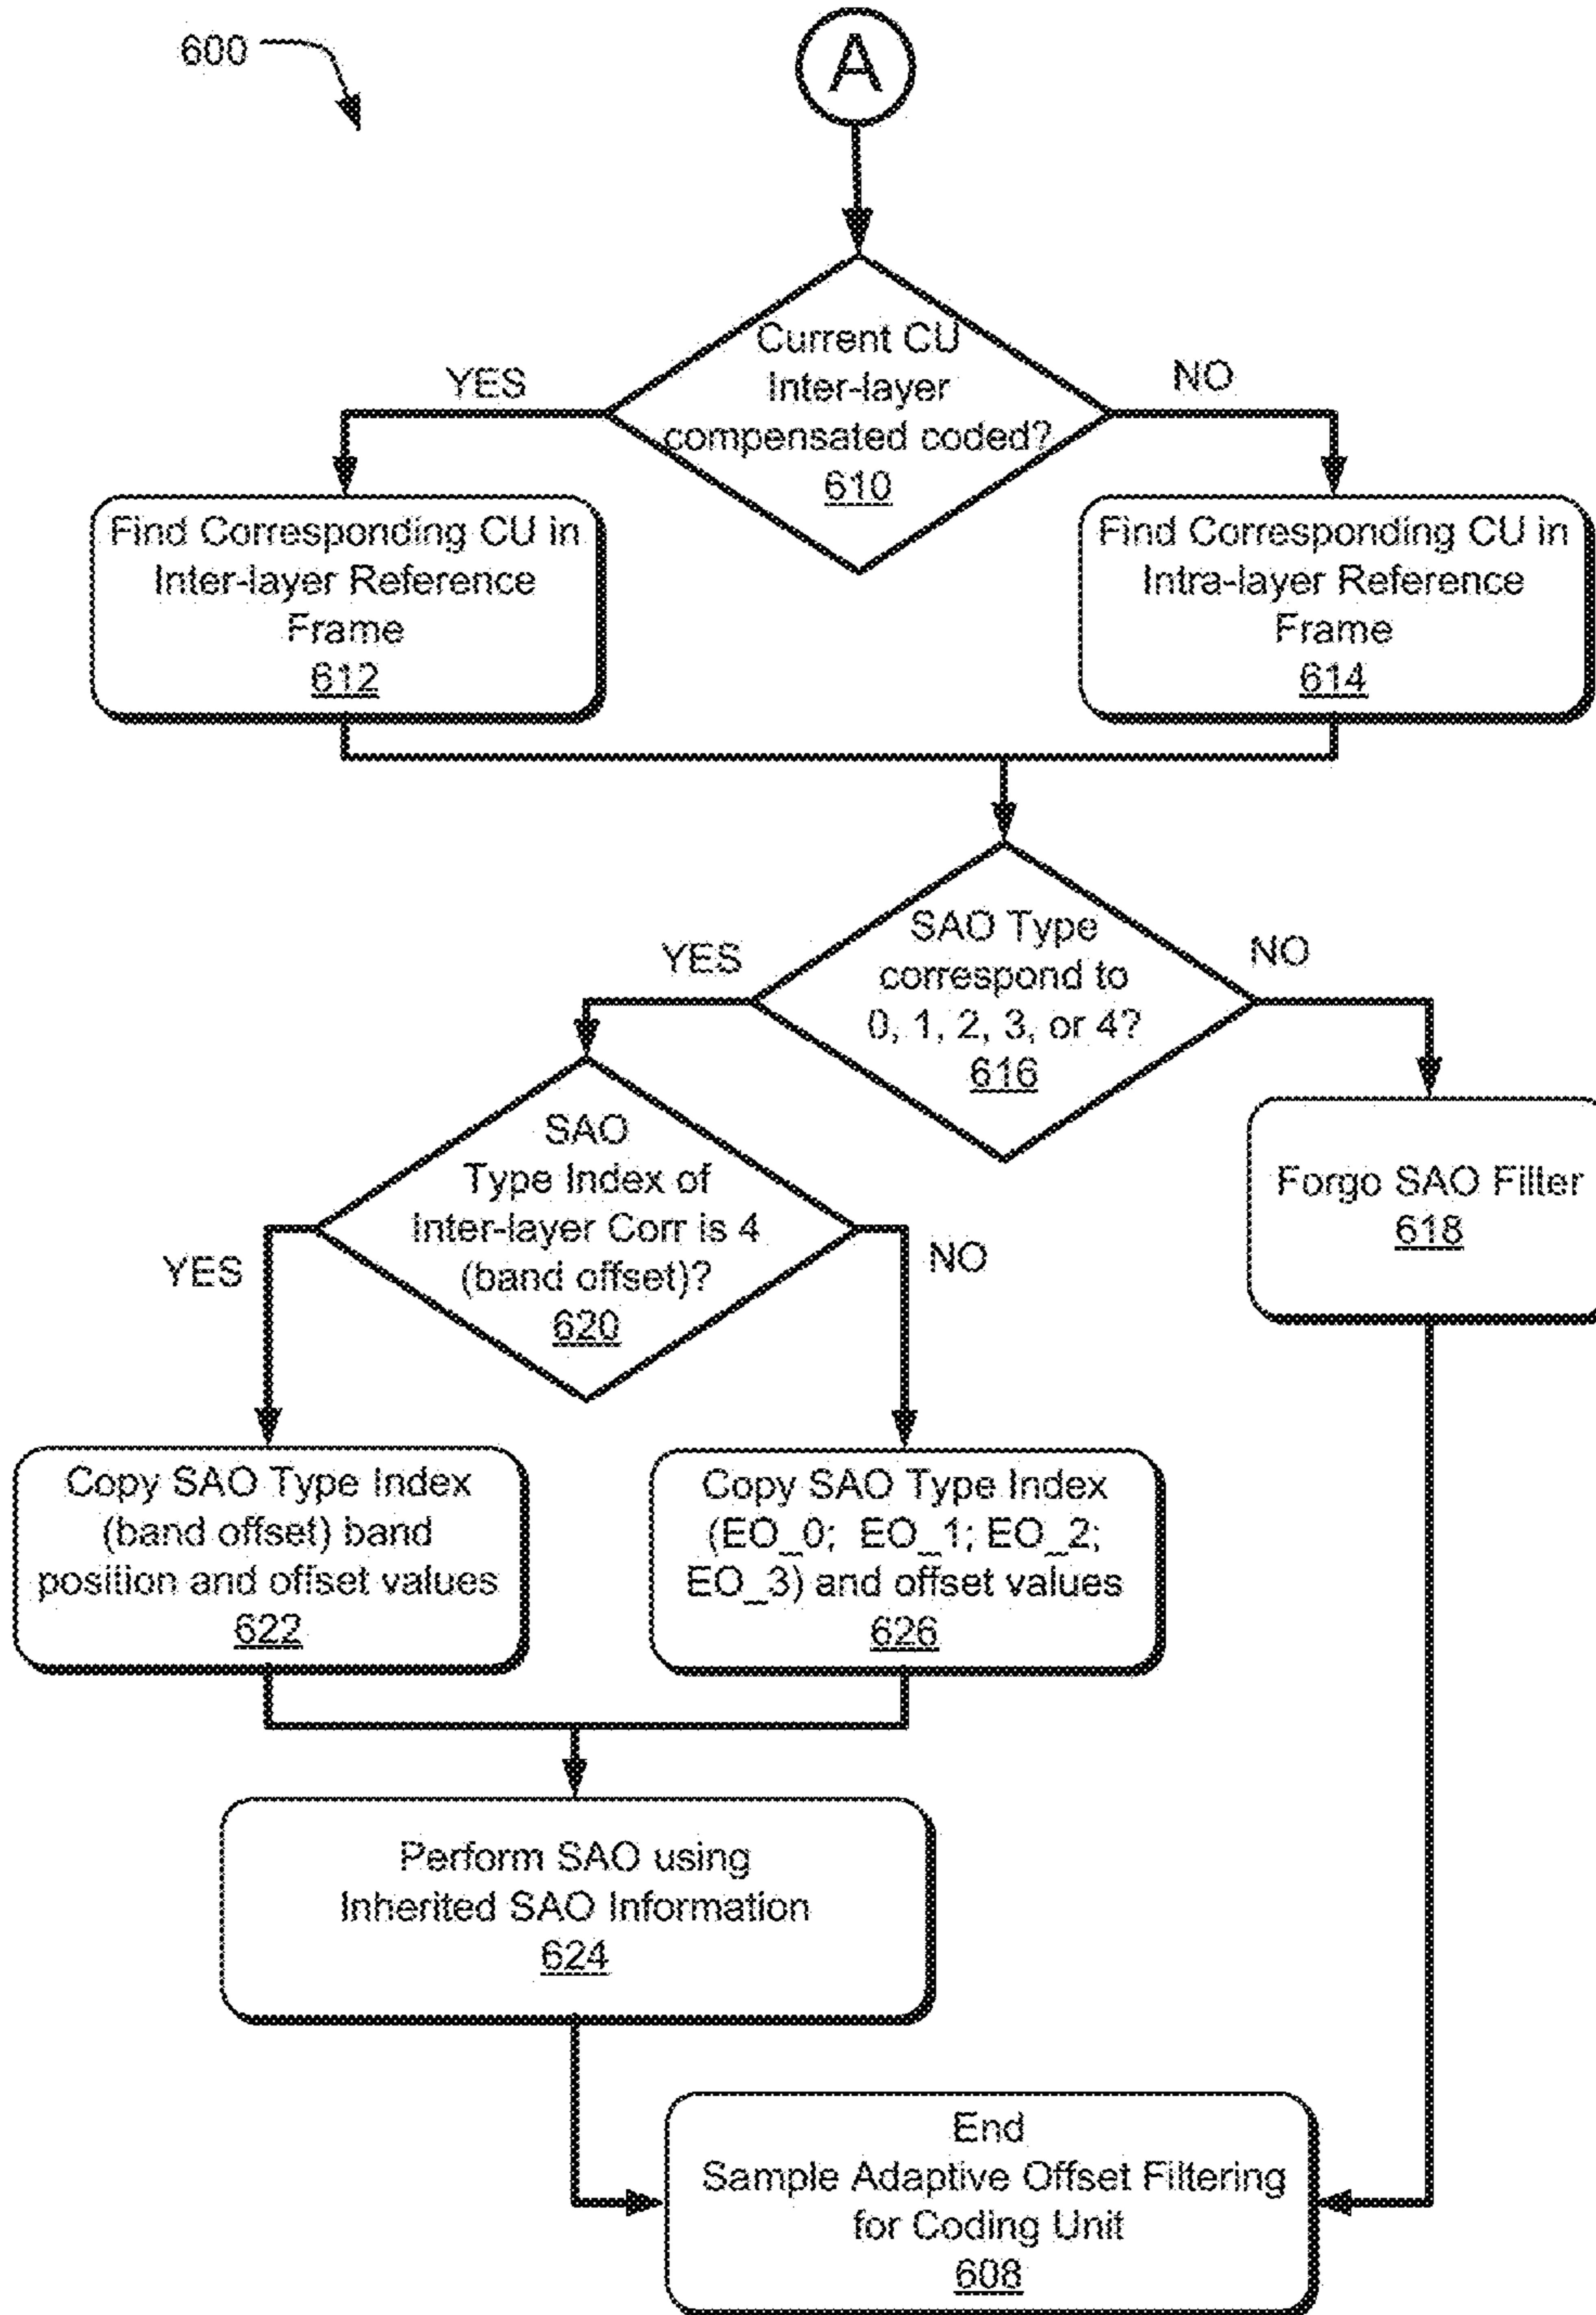 600
A
Current CU
Inter-layer
compensated coded?
610
YES
NO
Find Corresponding CU in
Inter-layer Reference
Frame
612
Find Corresponding CU in
Intra-layer Reference
Frame
614
SAO Type
correspond to
0, 1, 2, 3, or 4?
616
YES
NO
SAO
Type Index of
Inter-layer Corr is 4
(band offset)?
620
Forgo SAO Filter
618
YES
NO
Copy SAO Type Index
(band offset) band
position and offset values
622
Copy SAO Type Index
(EO_0; EO_1; EO_2;
EO_3) and offset values
626
Perform SAO using
Inherited SAO Information
624
End
Sample Adaptive Offset Filtering
for Coding Unit
608